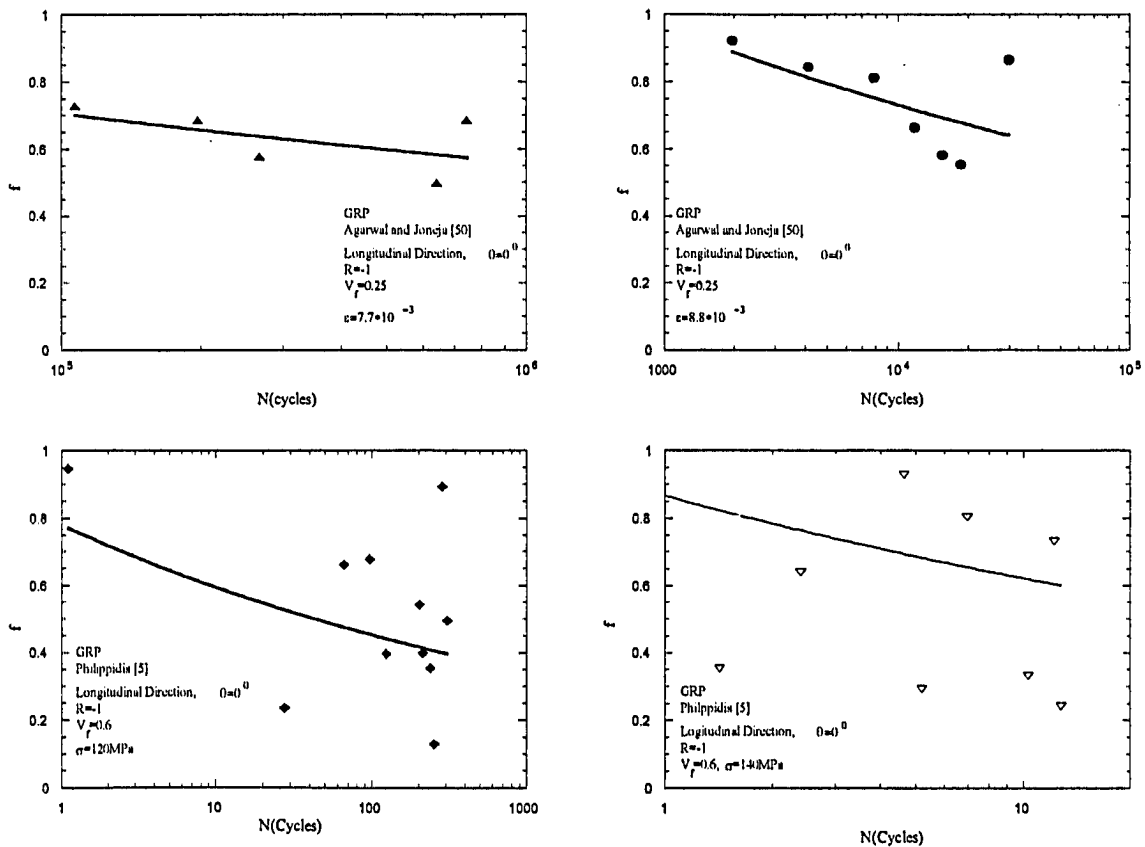 1
0.8
0.6
0.4
0.2
0
f
GRP
Agarwal and Joneja [50]
Longitudinal Direction, θ=0⁰
R=-1
V_f=0.25
ε=7.7*10⁻³
10⁵
10⁶
N(cycles)
1
0.8
0.6
0.4
0.2
0
f
GRP
Agarwal and Joneja [50]
Longitudinal Direction, θ=0⁰
R=-1
V_f=0.25
ε=8.8*10⁻³
1000
10⁴
10⁵
N(Cycles)
1
0.8
0.6
0.4
0.2
0
f
GRP
Philippidis [5]
Longitudinal Direction, θ=0⁰
R=-1
V_f=0.6
σ=120MPa
1
10
100
1000
N(Cycles)
1
0.8
0.6
0.4
0.2
0
f
GRP
Philppidis [5]
Logitudinal Direction, θ=0⁰
R=-1
V_f=0.6, σ=140MPa
1
10
N(Cycles)